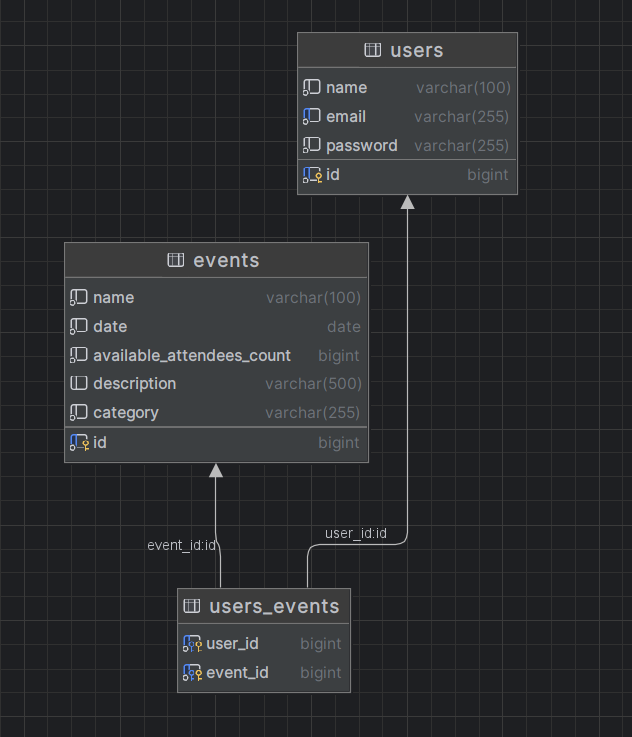 users
name varchar(100)
email varchar(255)
password varchar(255)
id bigint
events
name varchar(100)
date date
available_attendees_count bigint
description varchar(500)
category varchar(255)
id bigint
user_id:id
event_id:id
users_events
user_id bigint
event_id bigint